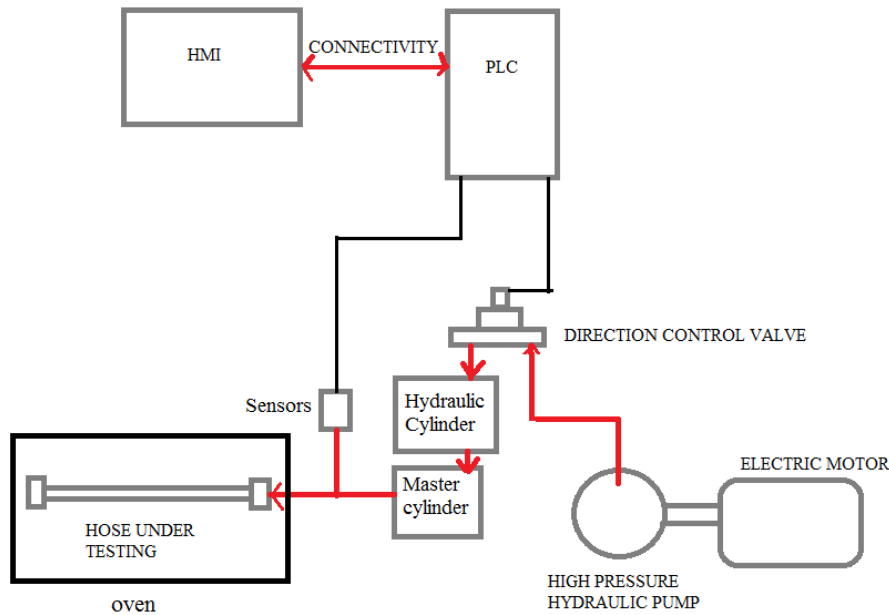 HMI
CONNECTIVITY
PLC
DIRECTION CONTROL VALVE
Sensors
Hydraulic
Cylinder
Master
cylinder
ELECTRIC MOTOR
HOSE UNDER
TESTING
HIGH PRESSURE
HYDRAULIC PUMP
oven